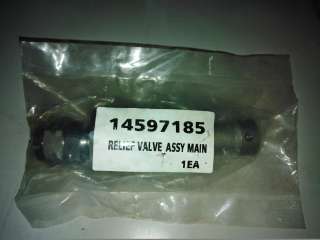 14597185
RELIEF VALVE ASSY MAIN
1EA